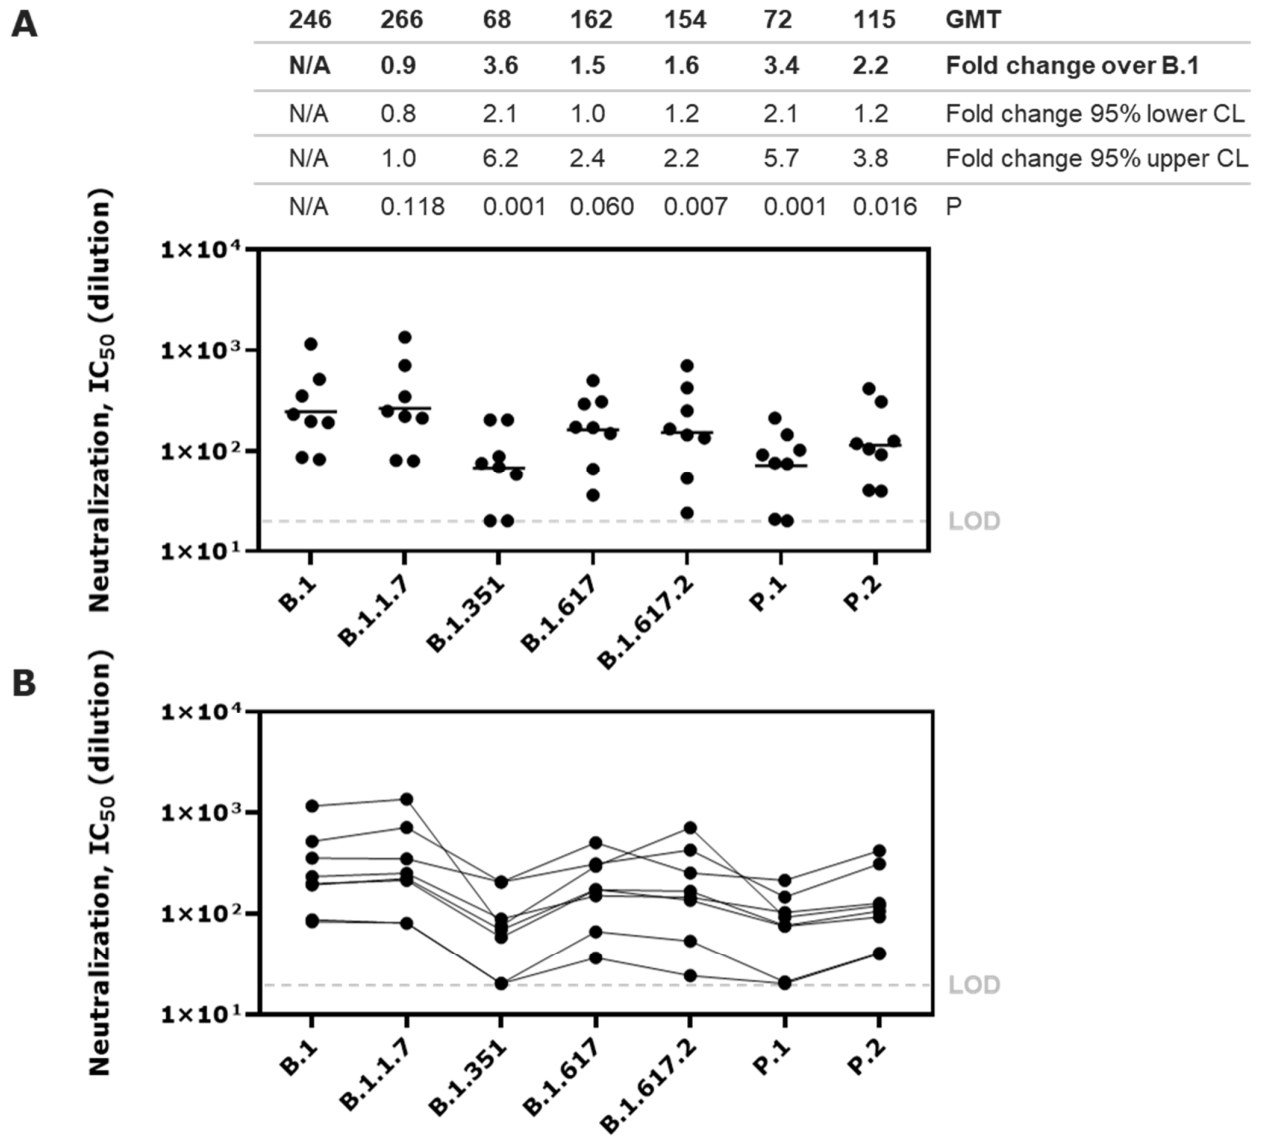 A
246 266 68 162 154 72 115 GMT
N/A 0.9 3.6 1.5 1.6 3.4 2.2 Fold change over B.1
N/A 0.8 2.1 1.0 1.2 2.1 1.2 Fold change 95% lower CL
N/A 1.0 6.2 2.4 2.2 5.7 3.8 Fold change 95% upper CL
N/A 0.118 0.001 0.060 0.007 0.001 0.016 P
Neutralization, IC50 (dilution)
1×10⁴
1×10³
1×10²
1×10¹
LOD
B.1 B.1.1.7 B.1.351 B.1.617 B.1.617.2 P.1 P.2
B
Neutralization, IC50 (dilution)
1×10⁴
1×10³
1×10²
1×10¹
LOD
B.1 B.1.1.7 B.1.351 B.1.617 B.1.617.2 P.1 P.2